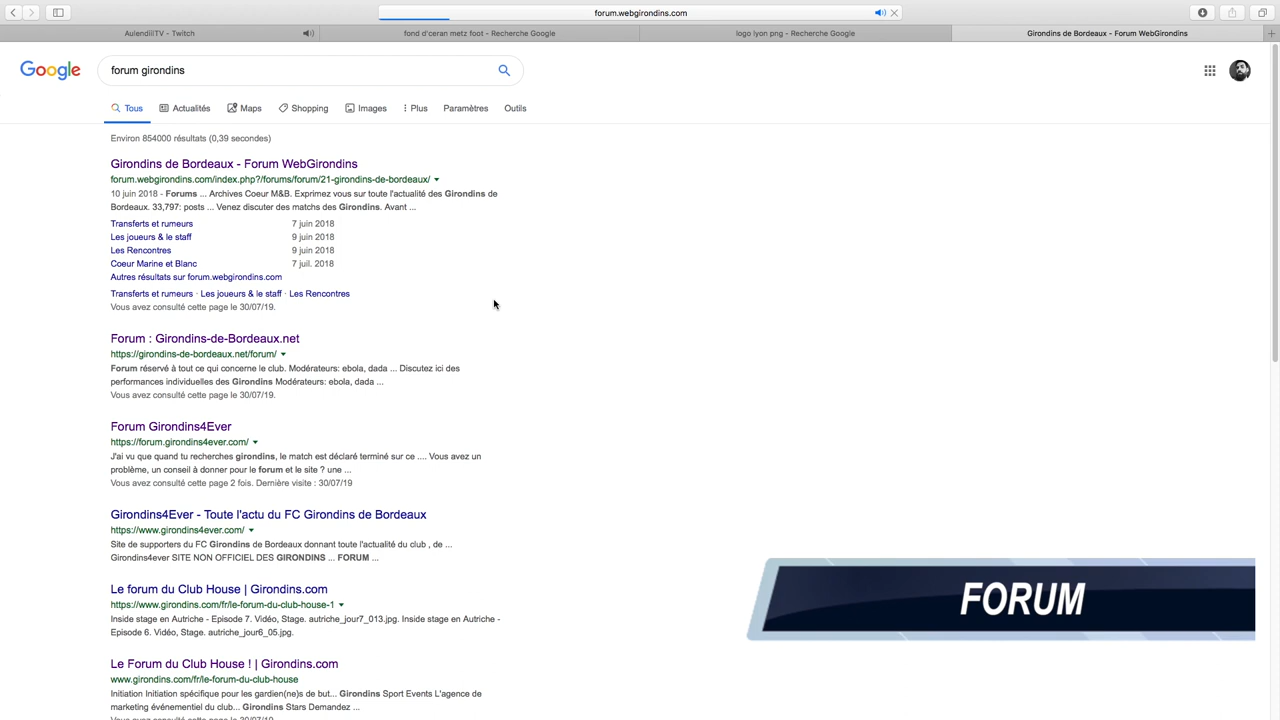 forum.webgirondins.com
AulendiilTV - Twitch
fond d'ceran metz foot - Recherche Google
logo lyon png - Recherche Google
Girondins de Bordeaux - Forum WebGirondins
Google
forum girondins
Tous Actualités Maps Shopping Images Plus Paramètres Outils
Environ 854000 résultats (0,39 secondes)
Girondins de Bordeaux - Forum WebGirondins
forum.webgirondins.com/index.php?/forums/forum/21-girondins-de-bordeaux/
10 juin 2018 - Forums ... Archives Coeur M&B. Exprimez vous sur toute l'actualité des Girondins de
Bordeaux. 33,797: posts ... Venez discuter des matchs des Girondins. Avant ...
Transferts et rumeurs 7 juin 2018
Les joueurs & le staff 9 juin 2018
Les Rencontres 9 juin 2018
Coeur Marine et Blanc 7 juil. 2018
Autres résultats sur forum.webgirondins.com
Transferts et rumeurs · Les joueurs & le staff · Les Rencontres
Vous avez consulté cette page le 30/07/19.
Forum : Girondins-de-Bordeaux.net
https://girondins-de-bordeaux.net/forum/
Forum réservé à tout ce qui concerne le club. Modérateurs: ebola, dada ... Discutez ici des
performances individuelles des Girondins Modérateurs: ebola, dada ...
Vous avez consulté cette page le 30/07/19.
Forum Girondins4Ever
https://forum.girondins4ever.com/
J'ai vu que quand tu recherches girondins, le match est déclaré terminé sur ce .... Vous avez un
problème, un conseil à donner pour le forum et le site ? une ...
Vous avez consulté cette page 2 fois. Dernière visite : 30/07/19
Girondins4Ever - Toute l'actu du FC Girondins de Bordeaux
https://www.girondins4ever.com/
Site de supporters du FC Girondins de Bordeaux donnant toute l'actualité du club , de ...
Girondins4ever SITE NON OFFICIEL DES GIRONDINS ... FORUM ...
Le forum du Club House | Girondins.com
https://www.girondins.com/fr/le-forum-du-club-house-1
Inside stage en Autriche - Episode 7. Vidéo, Stage. autriche_jour7_013.jpg. Inside stage en Autriche -
Episode 6. Vidéo, Stage. autriche_jour6_05.jpg.
FORUM
Le Forum du Club House ! | Girondins.com
www.girondins.com/fr/le-forum-du-club-house
Initiation Initiation spécifique pour les gardien(ne)s de but... Girondins Sport Events L'agence de
marketing événementiel du club... Girondins Stars Demandez ...
Vous avez consulté cette page le 30/07/19.